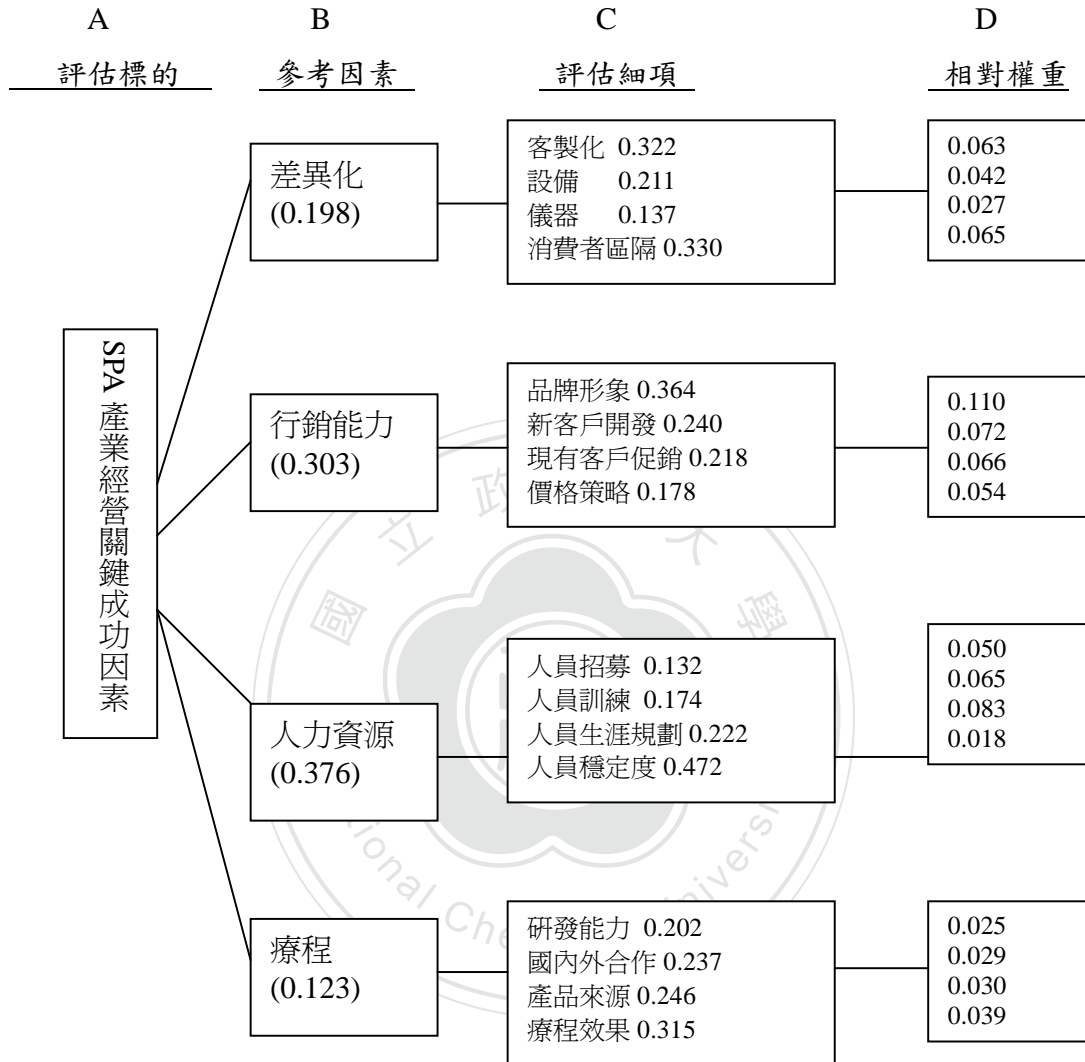 A B C D
評估標的 參考因素 評估細項 相對權重
差異化
(0.198)
客製化 0.322
設備 0.211
儀器 0.137
消費者區隔 0.330
0.063
0.042
0.027
0.065
SPA 產業經營關鍵成功因素
行銷能力
(0.303)
品牌形象 0.364
新客戶開發 0.240
現有客戶促銷 0.218
價格策略 0.178
0.110
0.072
0.066
0.054
人力資源
(0.376)
人員招募 0.132
人員訓練 0.174
人員生涯規劃 0.222
人員穩定度 0.472
0.050
0.065
0.083
0.018
療程
(0.123)
研發能力 0.202
國內外合作 0.237
產品來源 0.246
療程效果 0.315
0.025
0.029
0.030
0.039
國立政 大學